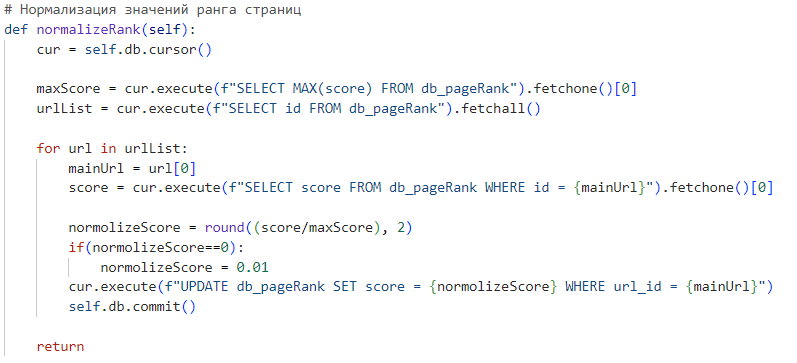 # Нормализация значений ранга страниц
def normalizeRank(self):
    cur = self.db.cursor()

    maxScore = cur.execute(f"SELECT MAX(score) FROM db_pageRank").fetchone()[0]
    urlList = cur.execute(f"SELECT id FROM db_pageRank").fetchall()

    for url in urlList:
        mainUrl = url[0]
        score = cur.execute(f"SELECT score FROM db_pageRank WHERE id = {mainUrl}").fetchone()[0]

        normolizeScore = round((score/maxScore), 2)
        if(normolizeScore==0):
            normolizeScore = 0.01
        cur.execute(f"UPDATE db_pageRank SET score = {normolizeScore} WHERE url_id = {mainUrl}")
        self.db.commit()

    return